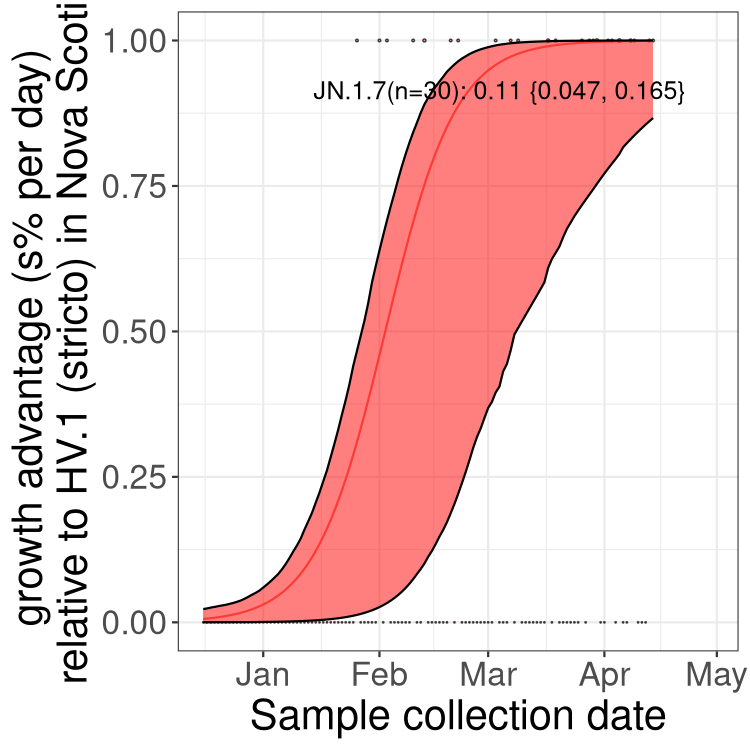 growth advantage (s% per day)
relative to HV.1 (stricto) in Nova Scoti
1.00
0.75
0.50
0.25
0.00
JN.1.7(n=30): 0.11 {0.047, 0.165}
Jan Feb Mar Apr May
Sample collection date